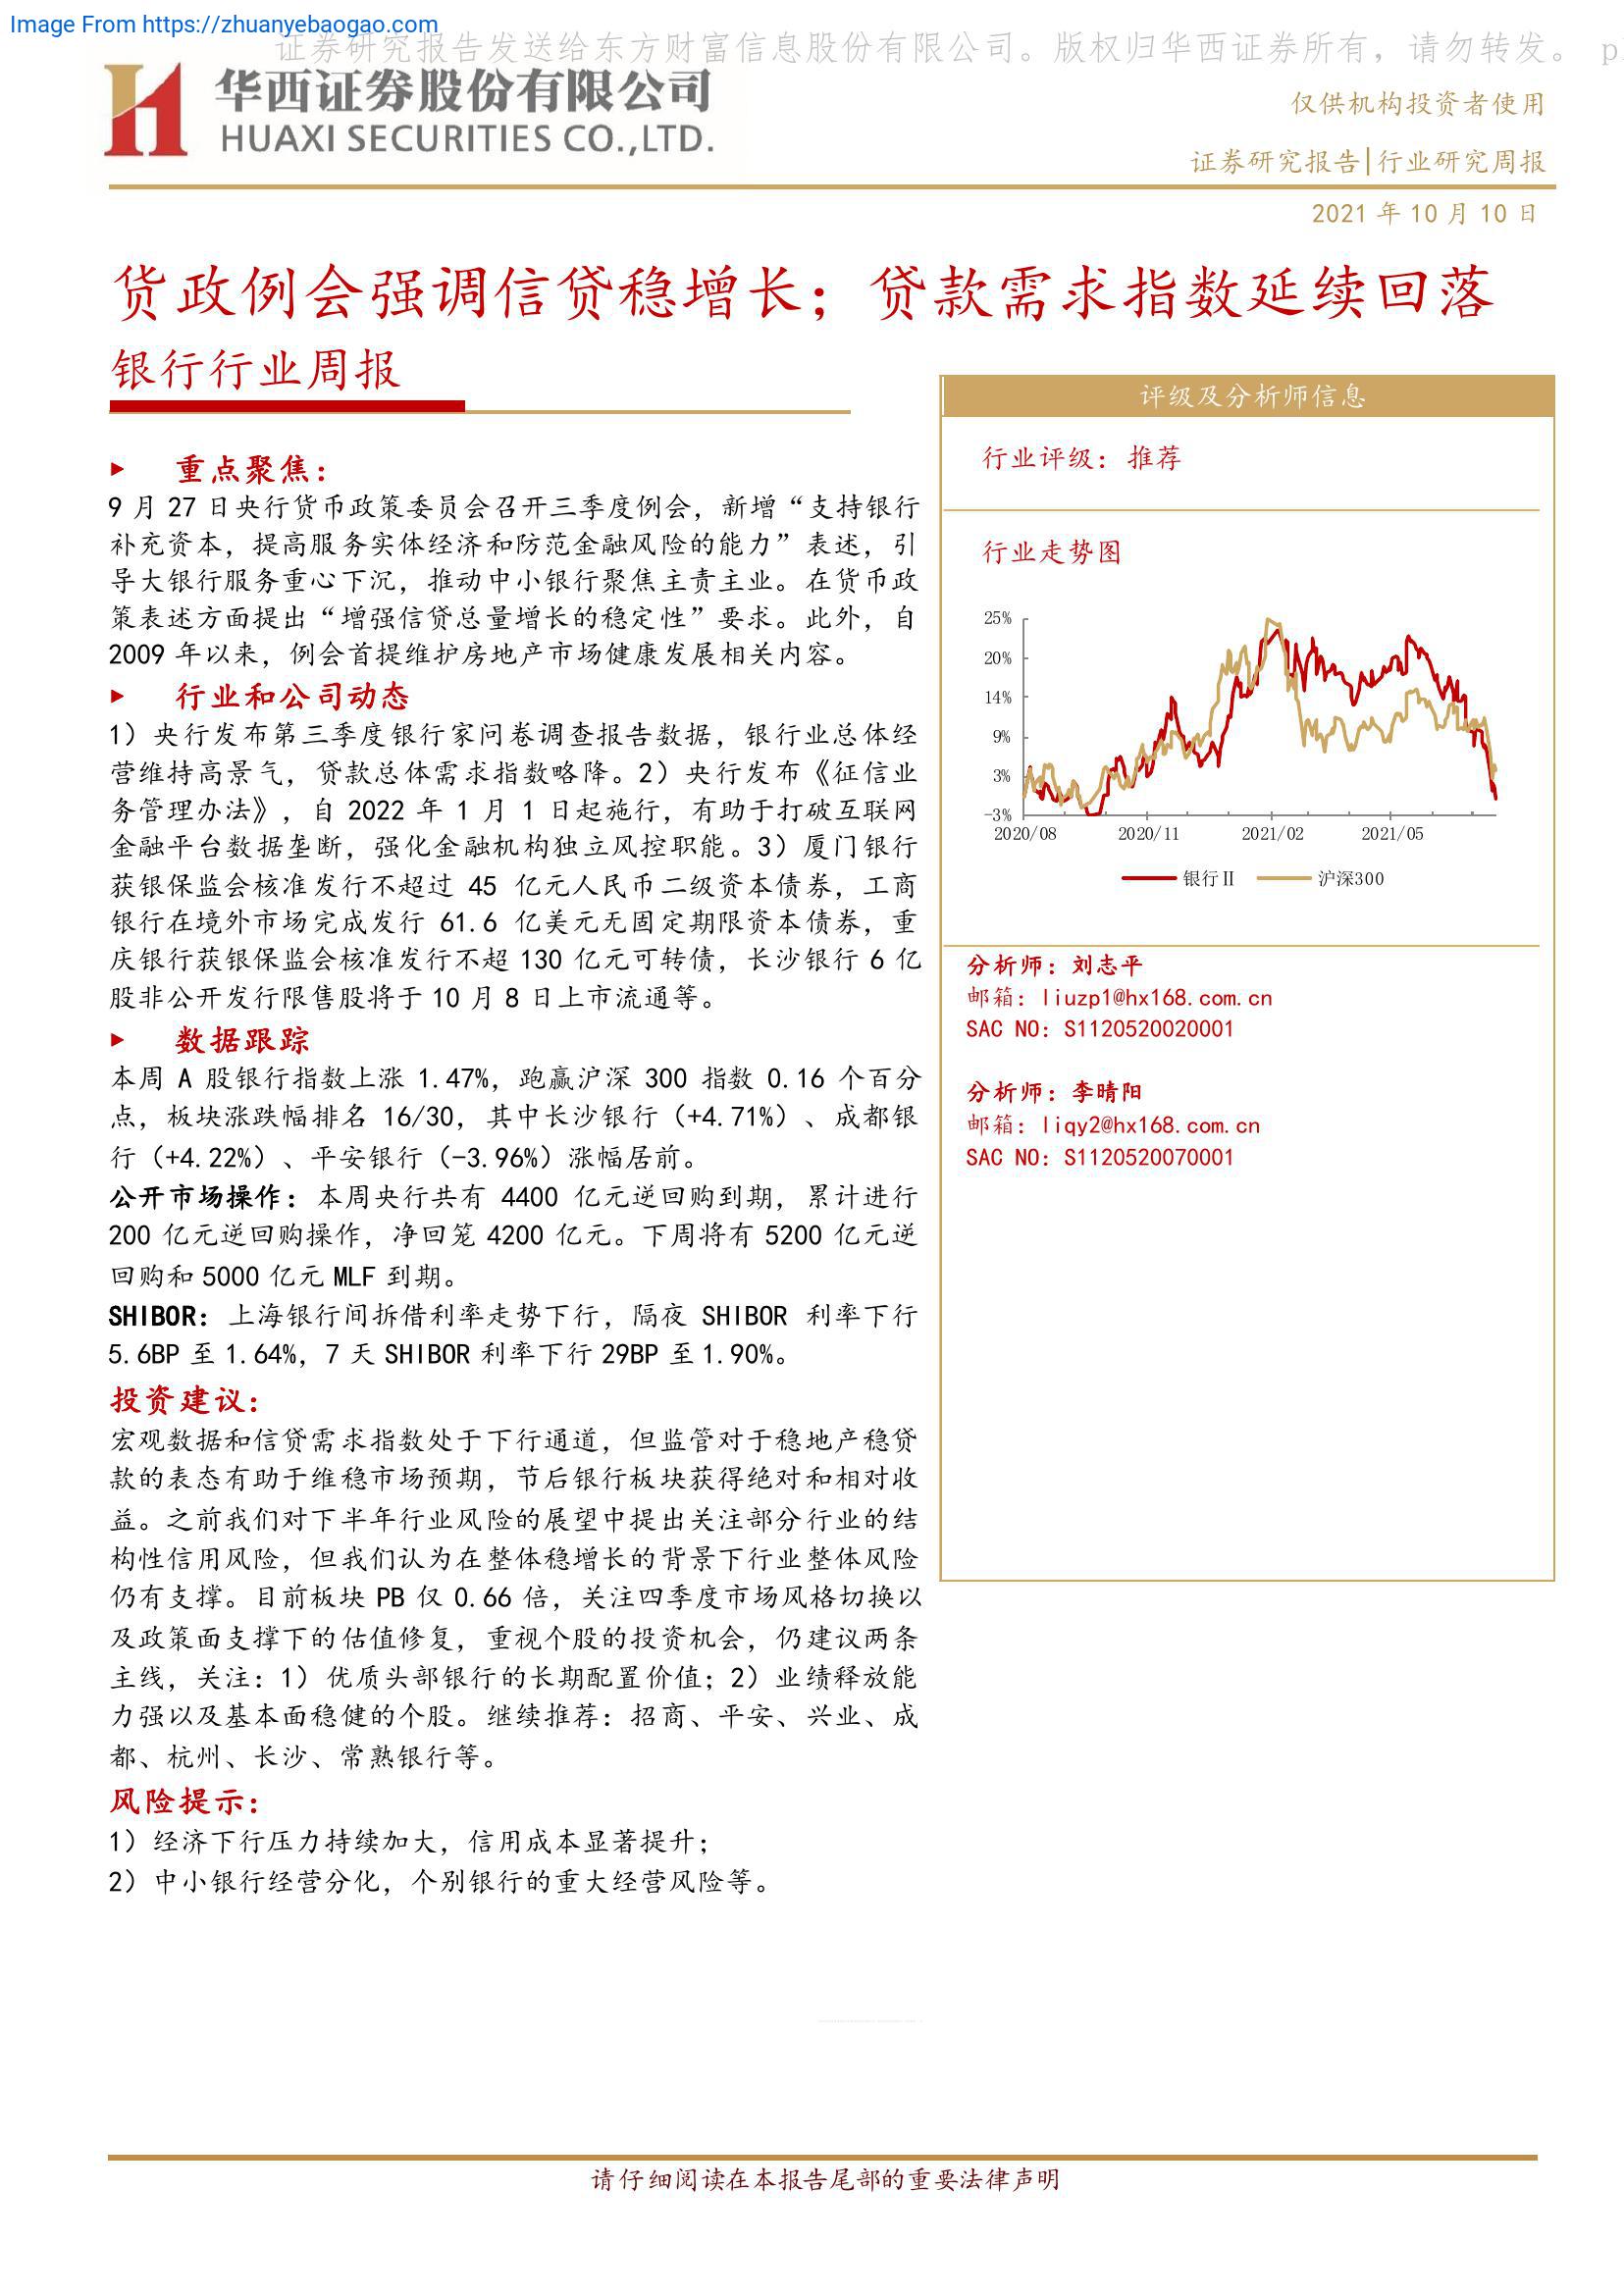 Image From https://zhuanyebaogao.com
证券研究报告发送给东方财富信息股份有限公司。版权归华西证券所有，请勿转发。 p
华西证券股份有限公司
HUAXI SECURITIES CO.,LTD.
仅供机构投资者使用
证券研究报告|行业研究周报
2021 年 10 月 10 日
货政例会强调信贷稳增长；贷款需求指数延续回落
银行行业周报
重点聚焦：
9 月 27 日央行货币政策委员会召开三季度例会，新增“支持银行
补充资本，提高服务实体经济和防范金融风险的能力”表述，引
导大银行服务重心下沉，推动中小银行聚焦主责主业。在货币政
策表述方面提出“增强信贷总量增长的稳定性”要求。此外，自
2009 年以来，例会首提维护房地产市场健康发展相关内容。
行业和公司动态
1）央行发布第三季度银行家问卷调查报告数据，银行业总体经
营维持高景气，贷款总体需求指数略降。2）央行发布《征信业
务管理办法》，自 2022 年 1 月 1 日起施行，有助于打破互联网
金融平台数据垄断，强化金融机构独立风控职能。3）厦门银行
获银保监会核准发行不超过 45 亿元人民币二级资本债券，工商
银行在境外市场完成发行 61.6 亿美元无固定期限资本债券，重
庆银行获银保监会核准发行不超 130 亿元可转债，长沙银行 6 亿
股非公开发行限售股将于 10 月 8 日上市流通等。
数据跟踪
本周 A 股银行指数上涨 1.47%，跑赢沪深 300 指数 0.16 个百分
点，板块涨跌幅排名 16/30，其中长沙银行（+4.71%）、成都银
行（+4.22%）、平安银行（-3.96%）涨幅居前。
公开市场操作：本周央行共有 4400 亿元逆回购到期，累计进行
200 亿元逆回购操作，净回笼 4200 亿元。下周将有 5200 亿元逆
回购和 5000 亿元 MLF 到期。
SHIBOR：上海银行间拆借利率走势下行，隔夜 SHIBOR 利率下行
5.6BP 至 1.64%，7 天 SHIBOR 利率下行 29BP 至 1.90%。
投资建议：
宏观数据和信贷需求指数处于下行通道，但监管对于稳地产稳贷
款的表态有助于维稳市场预期，节后银行板块获得绝对和相对收
益。之前我们对下半年行业风险的展望中提出关注部分行业的结
构性信用风险，但我们认为在整体稳增长的背景下行业整体风险
仍有支撑。目前板块 PB 仅 0.66 倍，关注四季度市场风格切换以
及政策面支撑下的估值修复，重视个股的投资机会，仍建议两条
主线，关注：1）优质头部银行的长期配置价值；2）业绩释放能
力强以及基本面稳健的个股。继续推荐：招商、平安、兴业、成
都、杭州、长沙、常熟银行等。
风险提示：
1）经济下行压力持续加大，信用成本显著提升；
2）中小银行经营分化，个别银行的重大经营风险等。
评级及分析师信息
行业评级：推荐
行业走势图
25%
20%
14%
9%
3%
-3%
2020/08 2020/11 2021/02 2021/05
银行Ⅱ 沪深300
分析师：刘志平
邮箱：liuzp1@hx168.com.cn
SAC NO：S1120520020001
分析师：李晴阳
邮箱：liqy2@hx168.com.cn
SAC NO：S1120520070001
请仔细阅读在本报告尾部的重要法律声明